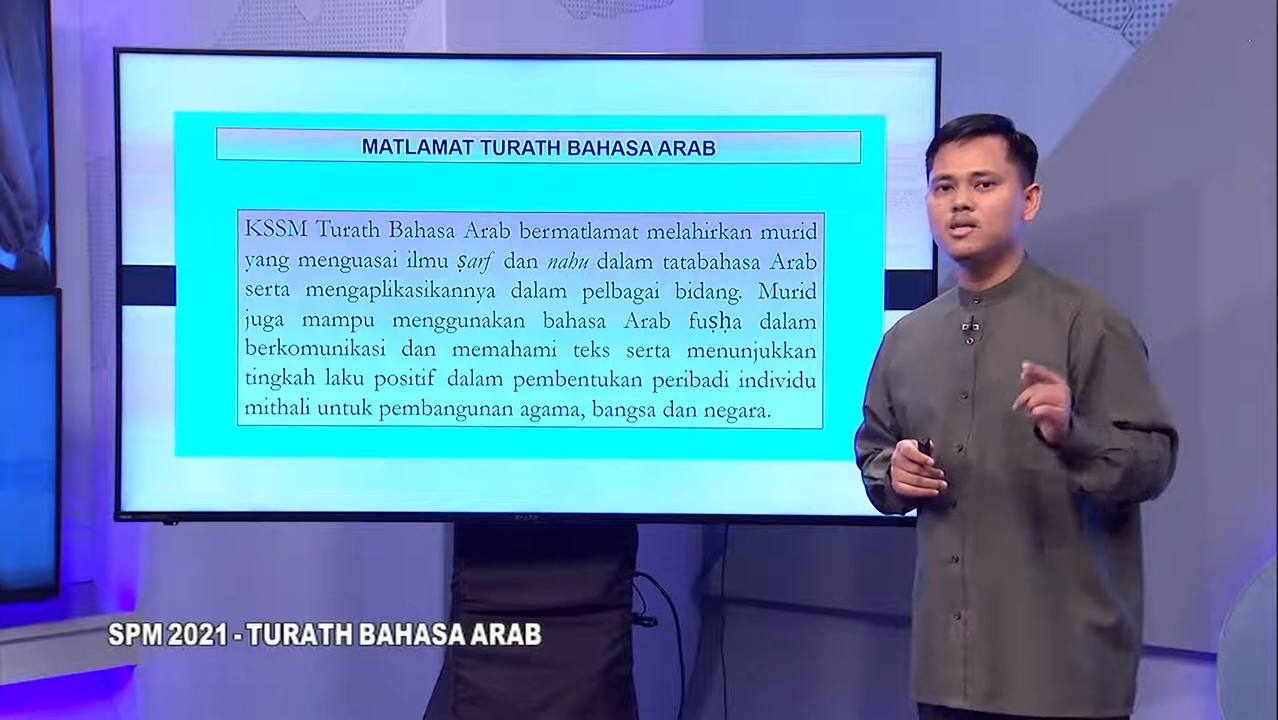 MATLAMAT TURATH BAHASA ARAB
KSSM Turath Bahasa Arab bermatlamat melahirkan murid
yang menguasai ilmu ṣarf dan nahu dalam tatabahasa Arab
serta mengaplikasikannya dalam pelbagai bidang. Murid
juga mampu menggunakan bahasa Arab fuṣḥa dalam
berkomunikasi dan memahami teks serta menunjukkan
tingkah laku positif dalam pembentukan peribadi individu
mithali untuk pembangunan agama, bangsa dan negara.
SPM 2021 - TURATH BAHASA ARAB